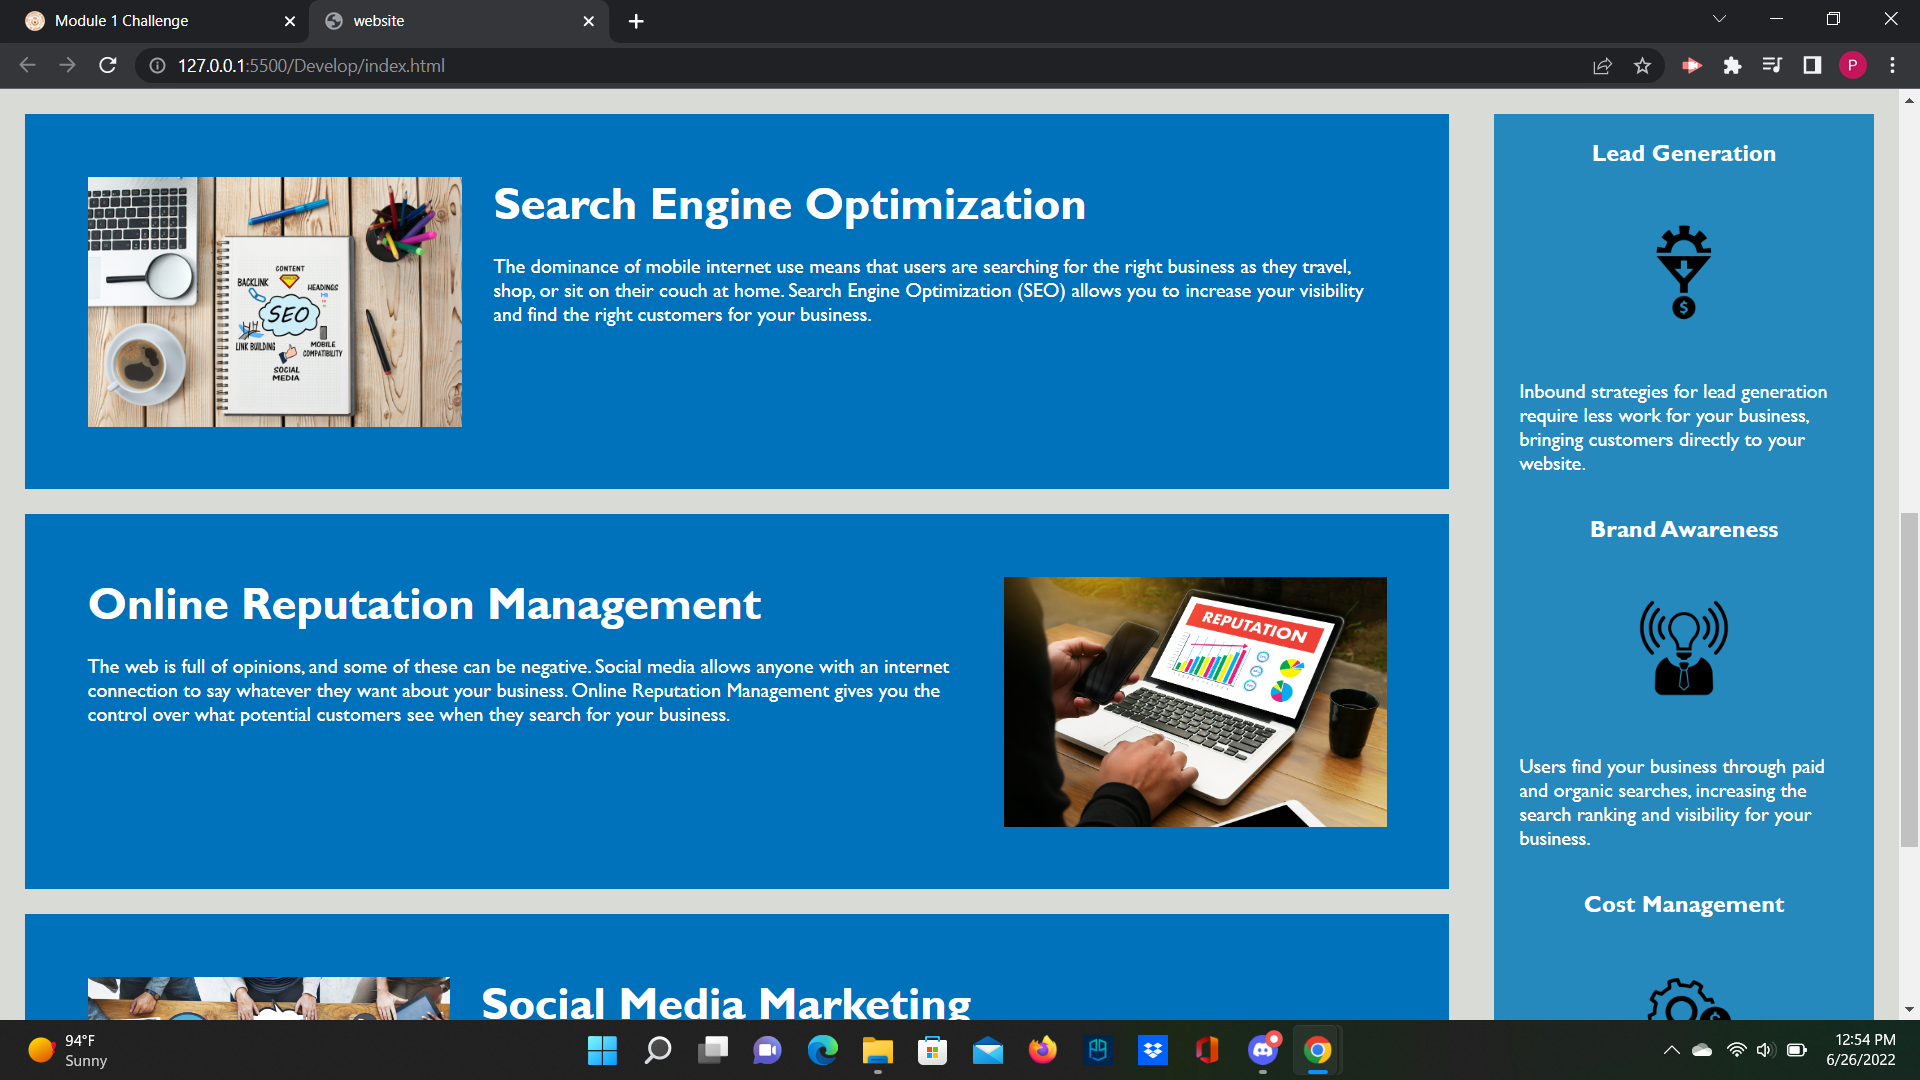 Module 1 Challenge
website
127.0.0.1:5500/Develop/index.html
P
Search Engine Optimization
The dominance of mobile internet use means that users are searching for the right business as they travel,
shop, or sit on their couch at home. Search Engine Optimization (SEO) allows you to increase your visibility
and find the right customers for your business.
CONTENT
BACKLINK
HEADINGS
H1
SEO
LINK BUILDING
MOBILE
COMPATIBILITY
SOCIAL
MEDIA
Online Reputation Management
The web is full of opinions, and some of these can be negative. Social media allows anyone with an internet
connection to say whatever they want about your business. Online Reputation Management gives you the
control over what potential customers see when they search for your business.
REPUTATION
Social Media Marketing
Lead Generation
$
Inbound strategies for lead generation
require less work for your business,
bringing customers directly to your
website.
Brand Awareness
Users find your business through paid
and organic searches, increasing the
search ranking and visibility for your
business.
Cost Management
94°F
Sunny
12:54 PM
6/26/2022